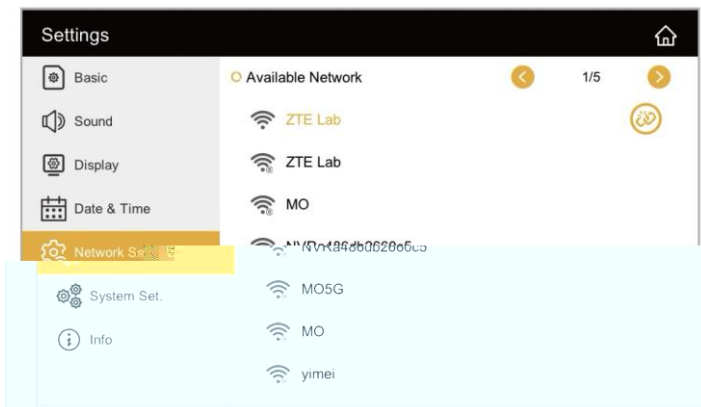 Settings
Basic
Available Network
1/5
Sound
ZTE Lab
Display
ZTE Lab
Date & Time
MO
Network
System Set.
MO5G
Info
MO
yimei